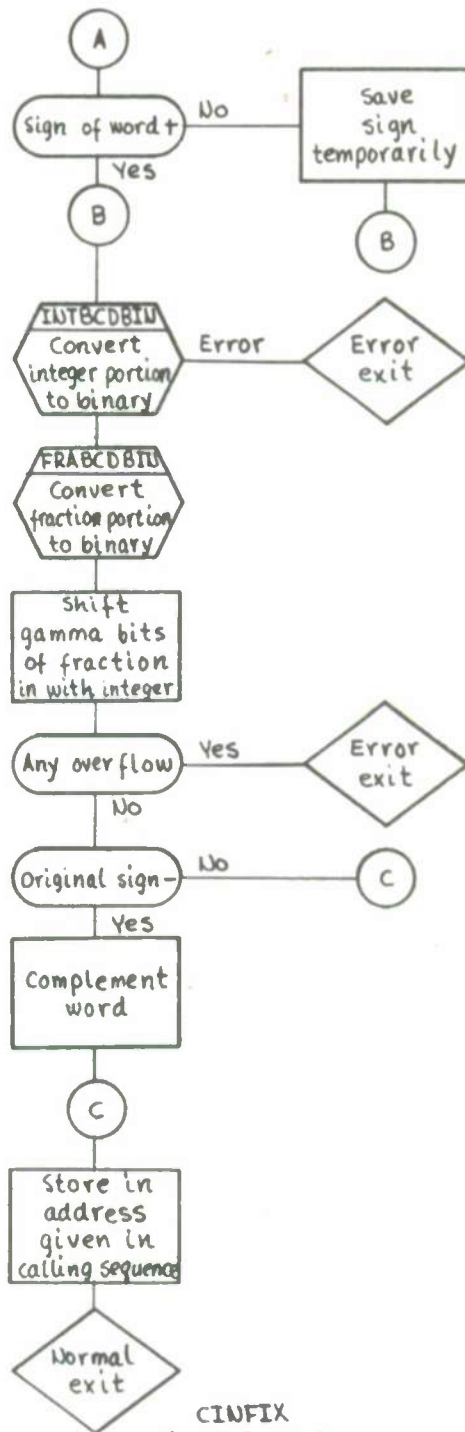 A
Sign of word +
No
Save
sign
temporarily
Yes
B
B
INTBCDBIN
Convert
integer portion
to binary
Error
Error
exit
FRABCDBIN
Convert
fraction portion
to binary
Shift
gamma bits
of fraction
in with integer
Any overflow
Yes
Error
exit
No
Original sign -
No
C
Yes
Complement
word
C
Store in
address
given in
calling sequence
Normal
exit
CINFIX